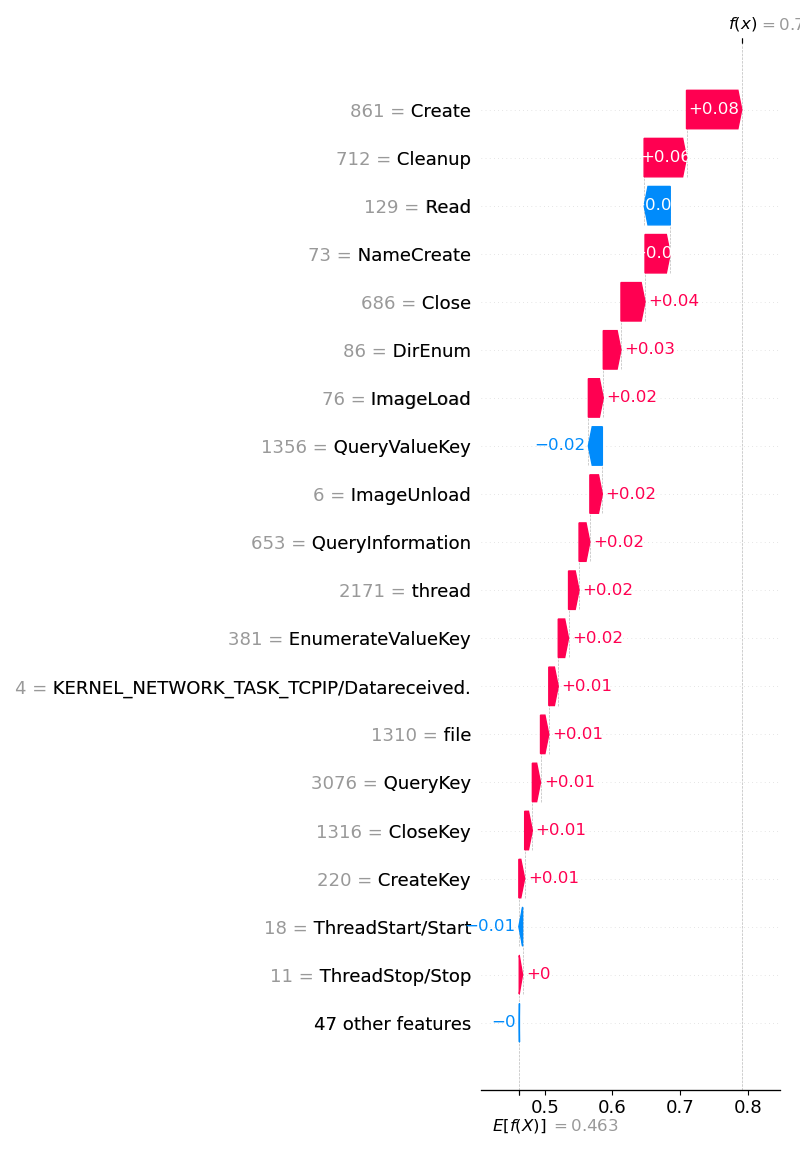 f(x) = 0.7
861 = Create +0.08
712 = Cleanup +0.06
129 = Read 0.0
73 = NameCreate 0.0
686 = Close +0.04
86 = DirEnum +0.03
76 = ImageLoad +0.02
1356 = QueryValueKey −0.02
6 = ImageUnload +0.02
653 = QueryInformation +0.02
2171 = thread +0.02
381 = EnumerateValueKey +0.02
4 = KERNEL_NETWORK_TASK_TCPIP/Datareceived. +0.01
1310 = file +0.01
3076 = QueryKey +0.01
1316 = CloseKey +0.01
220 = CreateKey +0.01
18 = ThreadStart/Start −0.01
11 = ThreadStop/Stop +0
47 other features −0
0.5 0.6 0.7 0.8
E[f(X)] = 0.463